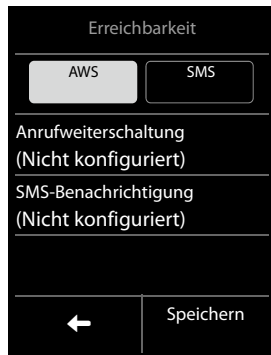 Erreichbarkeit
AWS SMS
Anrufweiterschaltung
(Nicht konfiguriert)
SMS-Benachrichtigung
(Nicht konfiguriert)
Speichern